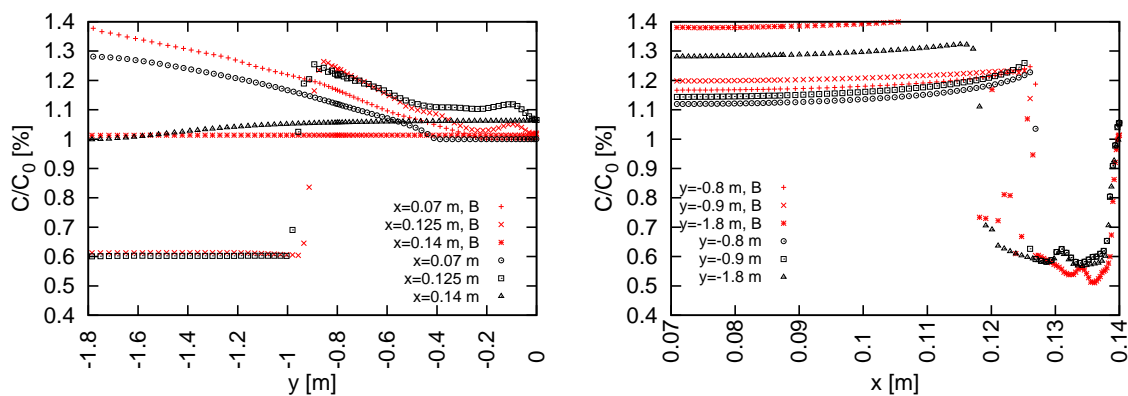 C/C0 [%]
1.4
1.3
1.2
1.1
1
0.9
0.8
0.7
0.6
0.5
0.4
x=0.07 m, B
x=0.125 m, B
x=0.14 m, B
x=0.07 m
x=0.125 m
x=0.14 m
-1.8
-1.6
-1.4
-1.2
-1
-0.8
-0.6
-0.4
-0.2
0
y [m]
C/C0 [%]
1.4
1.3
1.2
1.1
1
0.9
0.8
0.7
0.6
0.5
0.4
y=-0.8 m, B
y=-0.9 m, B
y=-1.8 m, B
y=-0.8 m
y=-0.9 m
y=-1.8 m
0.07
0.08
0.09
0.1
0.11
0.12
0.13
0.14
x [m]